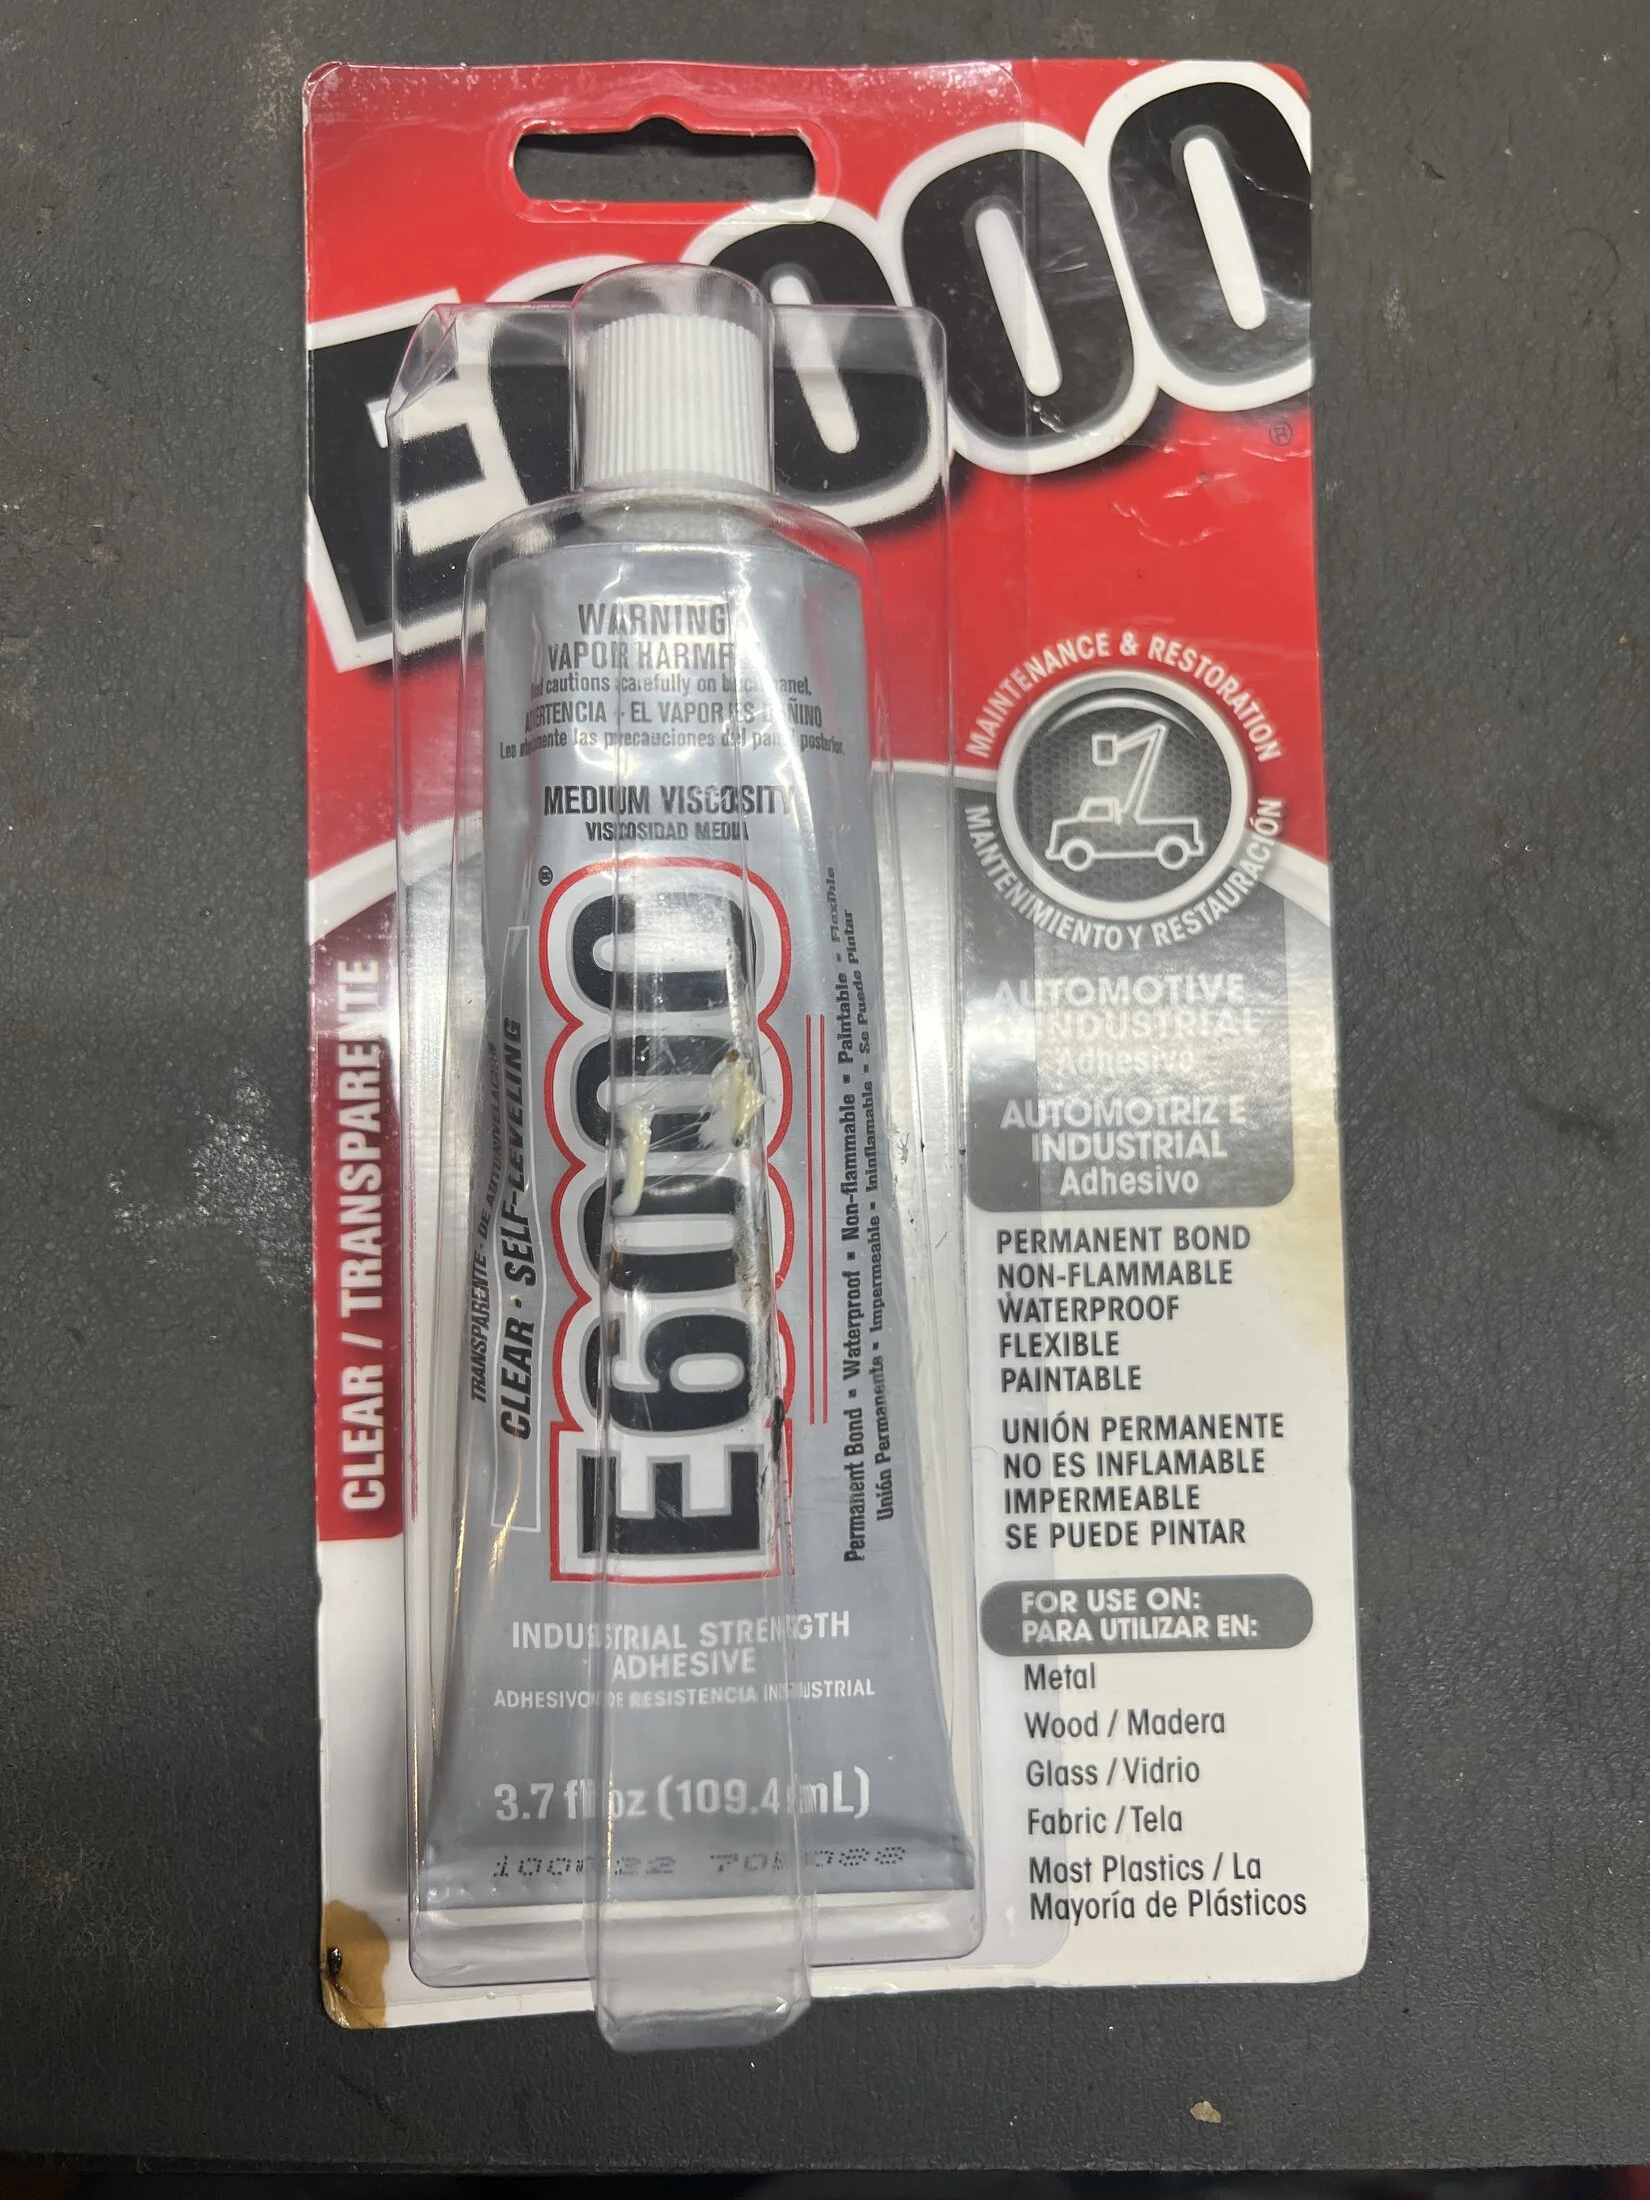 E6000
®
WARNING
VAPOR
cautions carefully on back panel.
ADVERTENCIA - EL VAPOR ES DAÑINO
Lea las precauciones del panel posterior.
MEDIUM VISCOSITY
VISCOSIDAD MEDIA
E6000®
CLEAR - SELF-LEVELING
TRANSPARENTE - DE
Permanent Bond ▪ Waterproof ▪ Non-flammable ▪ Paintable ▪ Flexible
Unión Permanente ▪ Impermeable ▪ Ininflamable ▪ Se Puede Pintar
INDUSTRIAL STRENGTH
ADHESIVE
ADHESIVO DE RESISTENCIA INDUSTRIAL
3.7 fl oz (109.4 mL)
CLEAR / TRANSPARENTE
MAINTENANCE & RESTORATION
MANTENIMIENTO Y RESTAURACIÓN
AUTOMOTIVE
& INDUSTRIAL
Adhesive
AUTOMOTRIZ E
INDUSTRIAL
Adhesivo
PERMANENT BOND
NON-FLAMMABLE
WATERPROOF
FLEXIBLE
PAINTABLE
UNIÓN PERMANENTE
NO ES INFLAMABLE
IMPERMEABLE
SE PUEDE PINTAR
FOR USE ON:
PARA UTILIZAR EN:
Metal
Wood / Madera
Glass / Vidrio
Fabric / Tela
Most Plastics / La
Mayoría de Plásticos